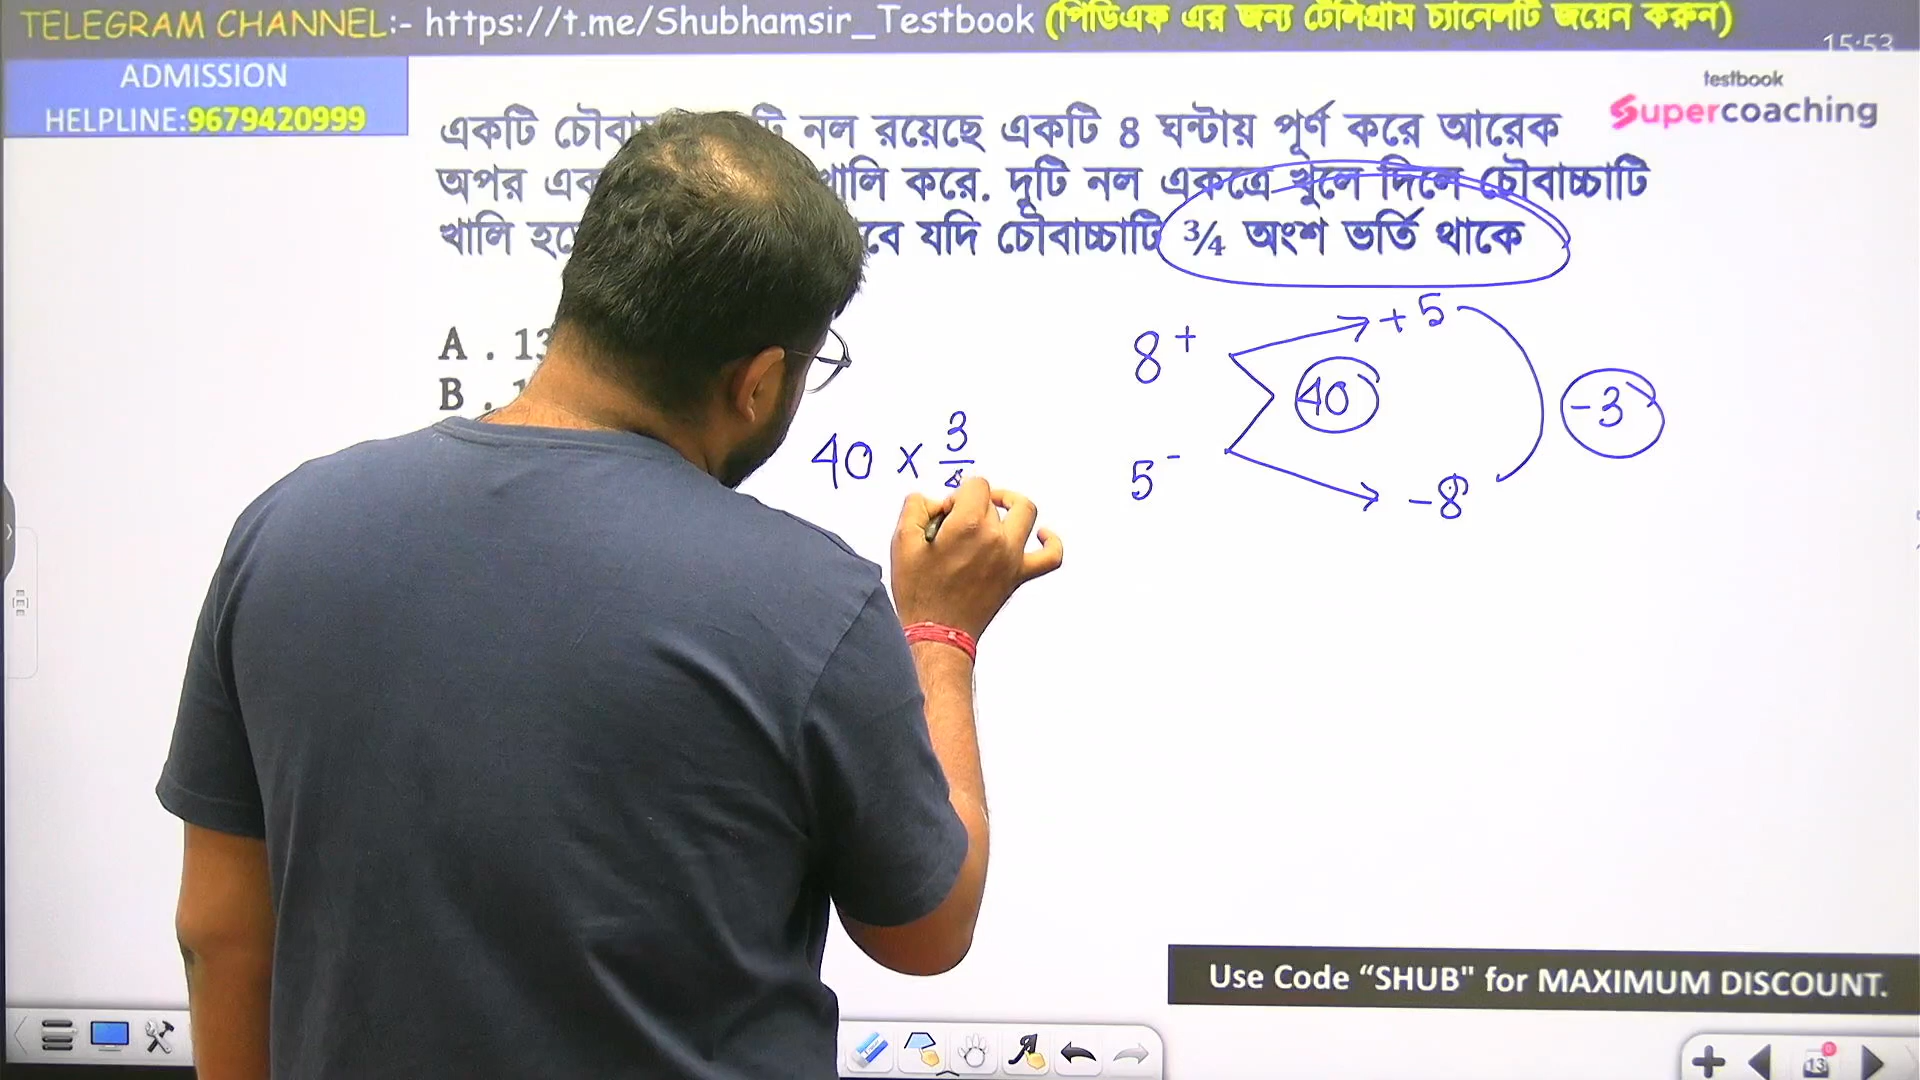 TELEGRAM CHANNEL:- https://t.me/Shubhamsir_Testbook (পিডিএফ এর জন্য টেলিগ্রাম চ্যানেলটি জয়েন করুন)
15:53
ADMISSION
HELPLINE:9679420999
testbook
Supercoaching
একটি নল রয়েছে একটি ৪ ঘন্টায় পূর্ণ করে আরেক
অপর খালি করে. দুটি নল একত্রে খুলে দিলে চৌবাচ্চাটি
খালি যদি চৌবাচ্চাটি ¾ অংশ ভর্তি থাকে
A .
B .
8+
+5
40
-3
5-
-8
40 × 3/4
Use Code “SHUB" for MAXIMUM DISCOUNT.
13